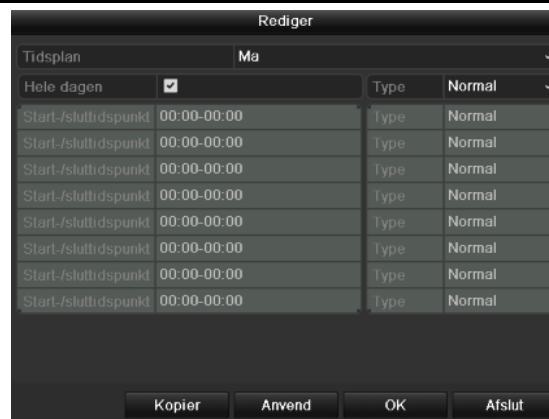 Rediger
Tidsplan Ma
Hele dagen Type Normal
Start-/sluttidspunkt 00:00-00:00 Type Normal
Start-/sluttidspunkt 00:00-00:00 Type Normal
Start-/sluttidspunkt 00:00-00:00 Type Normal
Start-/sluttidspunkt 00:00-00:00 Type Normal
Start-/sluttidspunkt 00:00-00:00 Type Normal
Start-/sluttidspunkt 00:00-00:00 Type Normal
Start-/sluttidspunkt 00:00-00:00 Type Normal
Start-/sluttidspunkt 00:00-00:00 Type Normal
Kopier Anvend OK Afslut